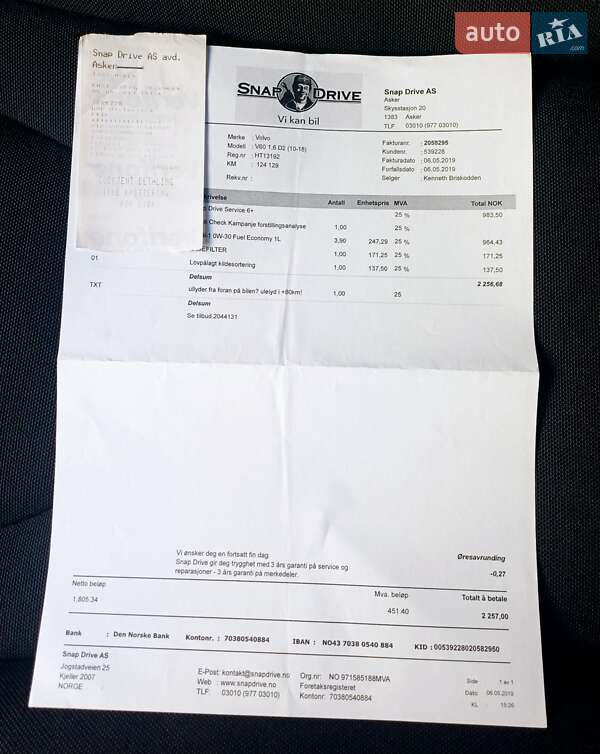 auto RIA .com
Snap Drive AS avd.
Asker
SNAP DRIVE
Vi kan bil
Snap Drive AS
Asker
Skysstasjon 20
1383 Asker
TLF 03010 (977 03010)
Merke : Volvo
Modell : V60 1.6 D2 (10-18)
Reg.nr : HT13192
KM : 124 129
Rekv.nr :
Fakturanr. : 2058295
Kundenr. : 539228
Fakturadato : 06.05.2019
Forfallsdato : 06.05.2019
Selger : Kenneth Briskodden
Antall Enhetspris MVA Total NOK
Drive Service 6+ 25 % 983,50
Check Kampanje forstillingsanalyse 1,00 25 %
0W-30 Fuel Economy 1L 3,90 247,29 25 % 964,43
EFILTER 1,00 171,25 25 % 171,25
01 Lovpålagt kildesortering 1,00 137,50 25 % 137,50
Delsum 2 256,68
TXT ullyder fra foran på bilen? uleiyd i +80km! 1,00 25
Delsum
Se tilbud 2044131
Vi ønsker deg en fortsatt fin dag.
Snap Drive gir deg trygghet med 3 års garanti på service og
reparasjoner - 3 års garanti på merkedeler.
Øresavrunding
-0,27
Netto beløp Mva. beløp Totalt å betale
1,805.34 451.40 2 257,00
Bank : Den Norske Bank Kontonr. : 70380540884 IBAN : NO43 7038 0540 884 KID : 00539228020582950
Snap Drive AS
Jogstadveien 25
Kjeller 2007
NORGE
E-Post: kontakt@snapdrive.no
Web : www.snapdrive.no
TLF: 03010 (977 03010)
Org.nr: NO 971585188MVA
Foretaksregisteret
Kontonr: 70380540884
Side : 1 av 1
Dato : 06.05.2019
KL : 15:26